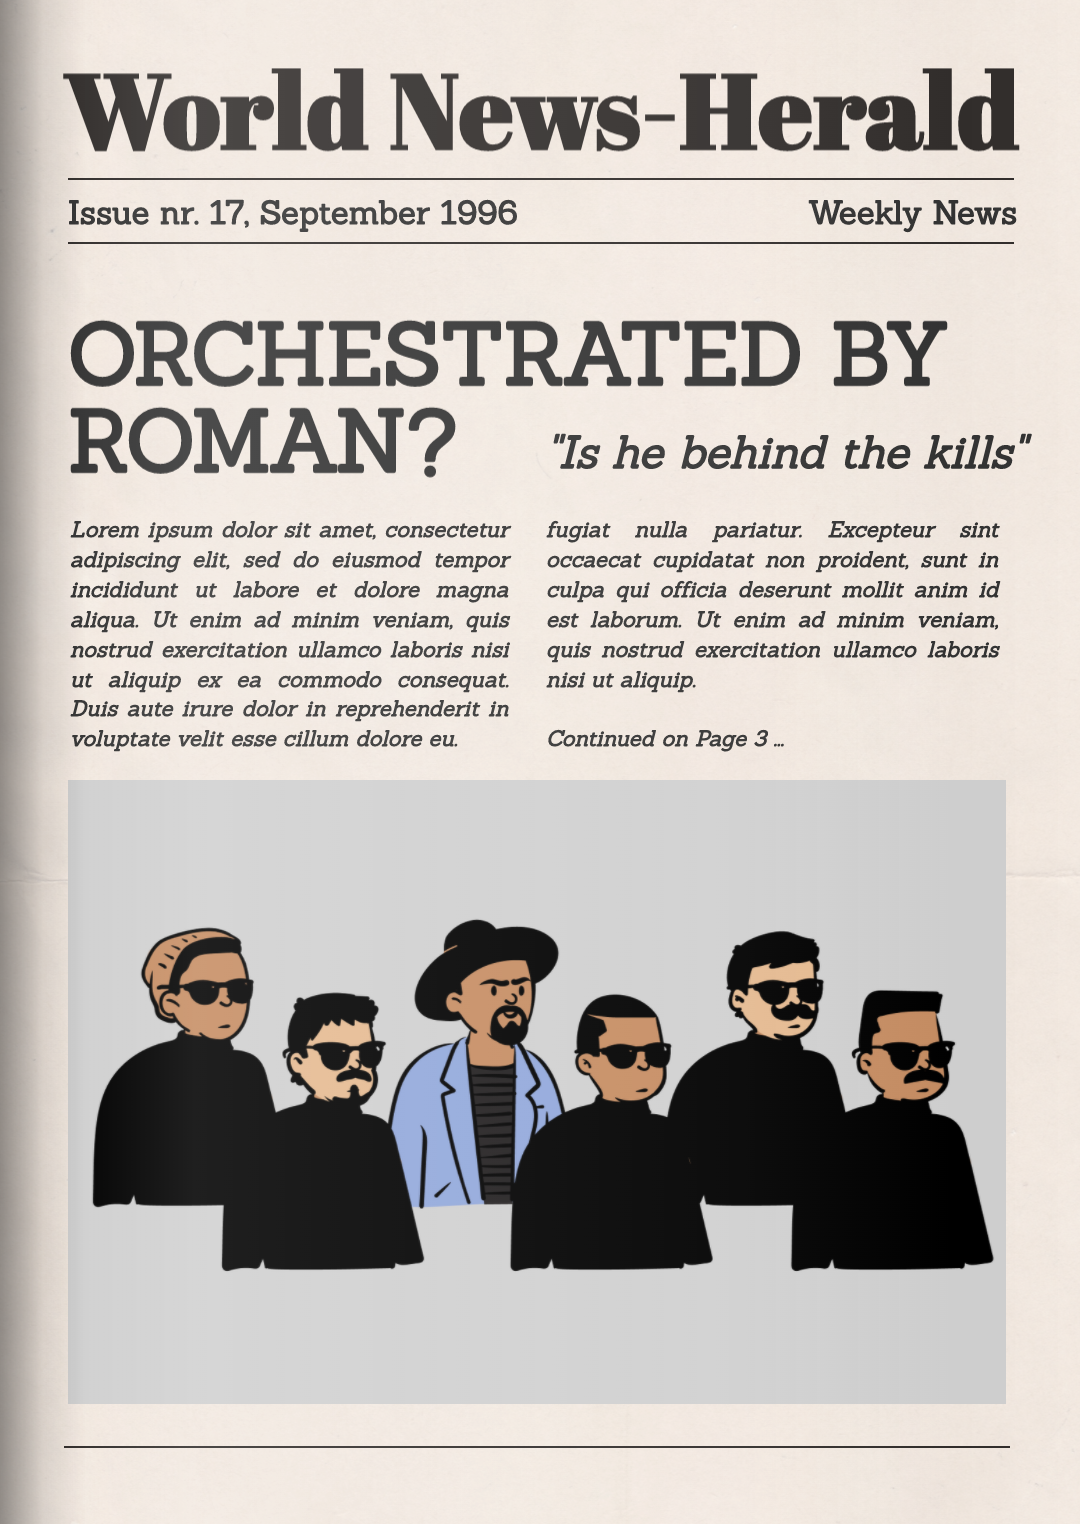 World News-Herald
Issue nr. 17, September 1996
Weekly News
ORCHESTRATED BY
ROMAN?
"Is he behind the kills"
Lorem ipsum dolor sit amet, consectetur
adipiscing elit, sed do eiusmod tempor
incididunt ut labore et dolore magna
aliqua. Ut enim ad minim veniam, quis
nostrud exercitation ullamco laboris nisi
ut aliquip ex ea commodo consequat.
Duis aute irure dolor in reprehenderit in
voluptate velit esse cillum dolore eu.
fugiat nulla pariatur. Excepteur sint
occaecat cupidatat non proident, sunt in
culpa qui officia deserunt mollit anim id
est laborum. Ut enim ad minim veniam,
quis nostrud exercitation ullamco laboris
nisi ut aliquip.
Continued on Page 3 ...